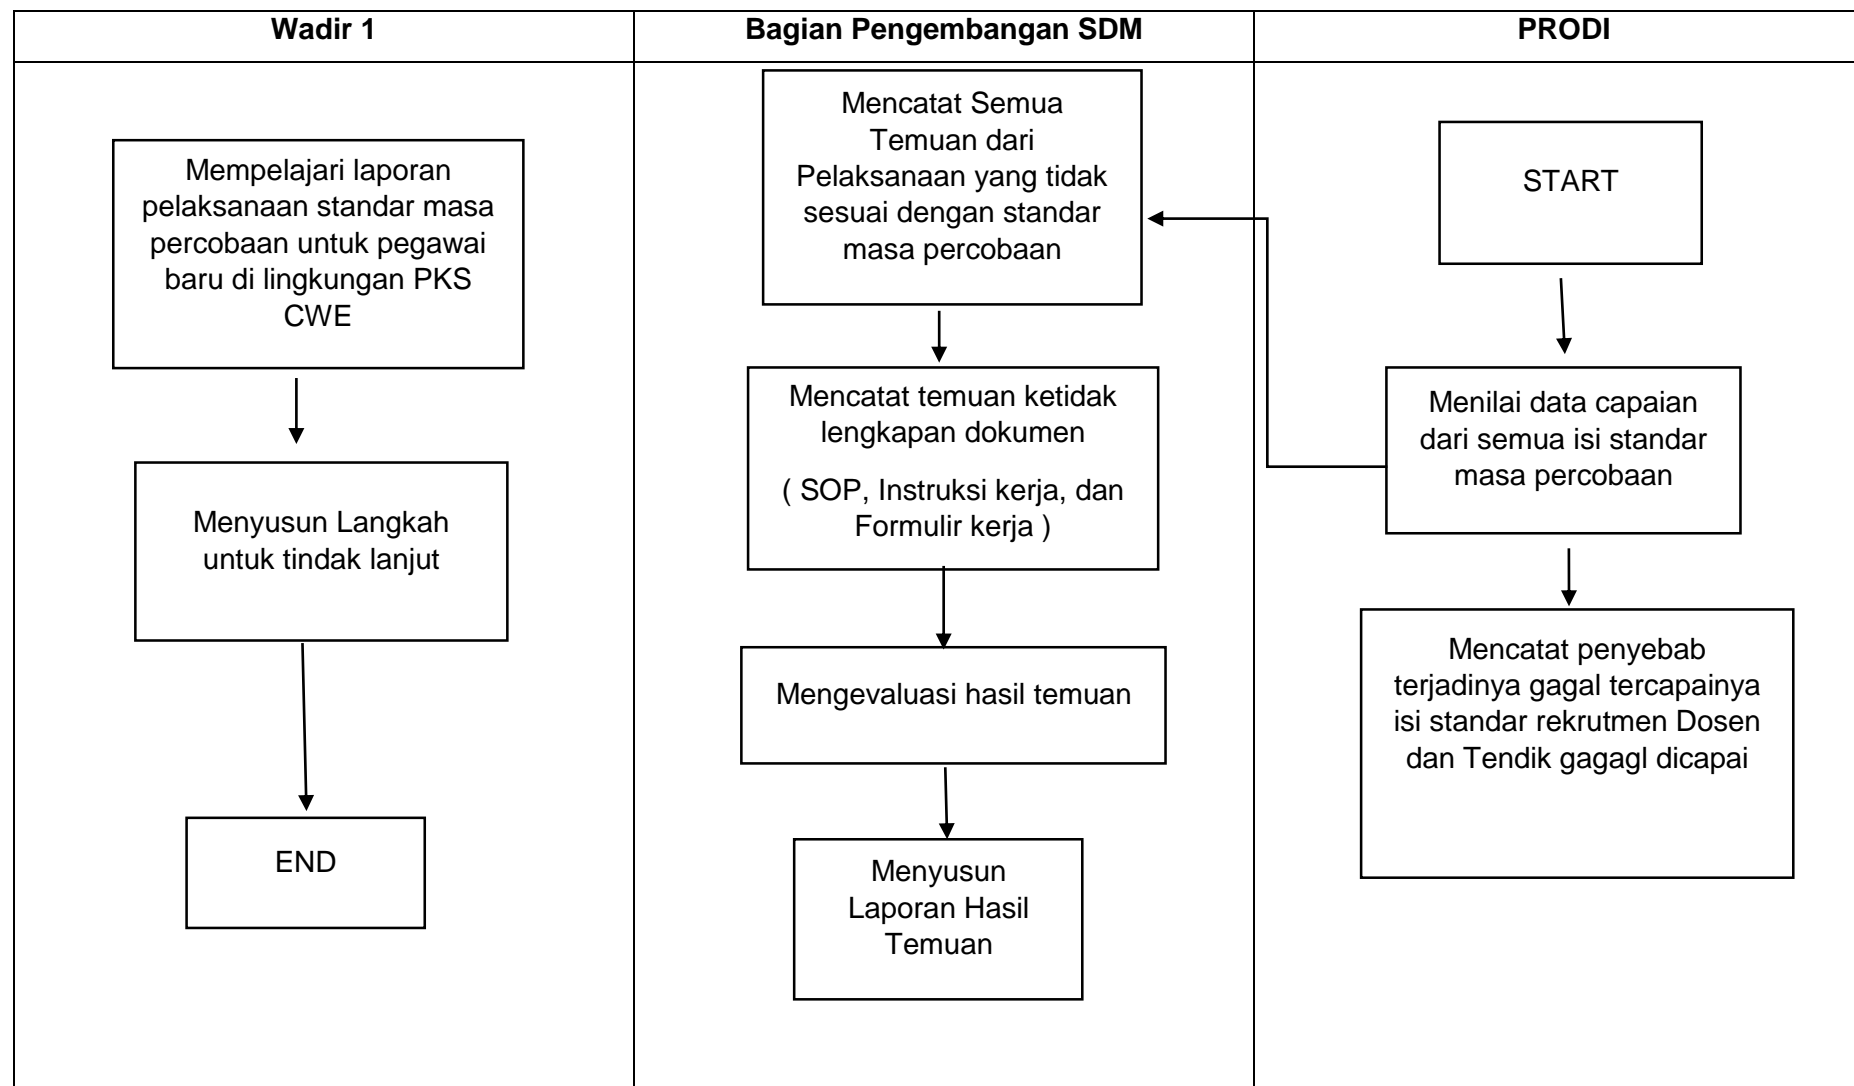 Wadir 1
Bagian Pengembangan SDM
PRODI
Mempelajari laporan
pelaksanaan standar masa
percobaan untuk pegawai
baru di lingkungan PKS
CWE
Menyusun Langkah
untuk tindak lanjut
END
Mencatat Semua
Temuan dari
Pelaksanaan yang tidak
sesuai dengan standar
masa percobaan
Mencatat temuan ketidak
lengkapan dokumen
( SOP, Instruksi kerja, dan
Formulir kerja )
Mengevaluasi hasil temuan
Menyusun
Laporan Hasil
Temuan
START
Menilai data capaian
dari semua isi standar
masa percobaan
Mencatat penyebab
terjadinya gagal tercapainya
isi standar rekrutmen Dosen
dan Tendik gagagl dicapai